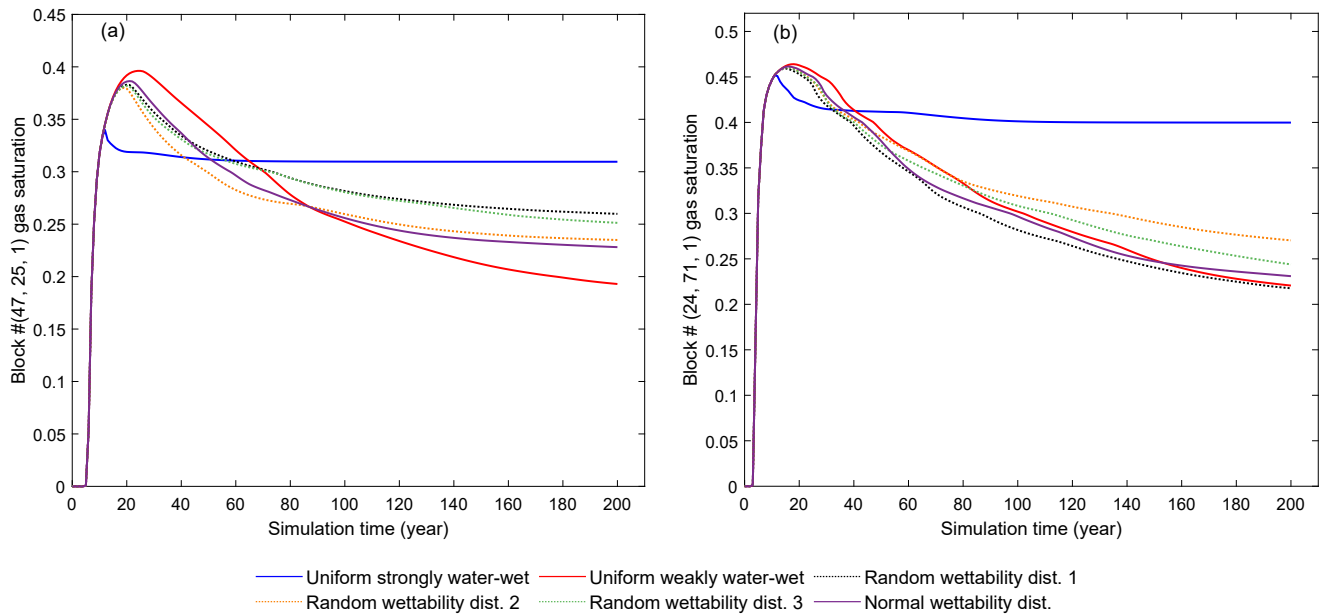 (a)
Block #(47, 25, 1) gas saturation
0.45
0.4
0.35
0.3
0.25
0.2
0.15
0.1
0.05
0
0 20 40 60 80 100 120 140 160 180 200
Simulation time (year)
(b)
Block # (24, 71, 1) gas saturation
0.5
0.45
0.4
0.35
0.3
0.25
0.2
0.15
0.1
0.05
0
0 20 40 60 80 100 120 140 160 180 200
Simulation time (year)
Uniform strongly water-wet Uniform weakly water-wet Random wettability dist. 1
Random wettability dist. 2 Random wettability dist. 3 Normal wettability dist.